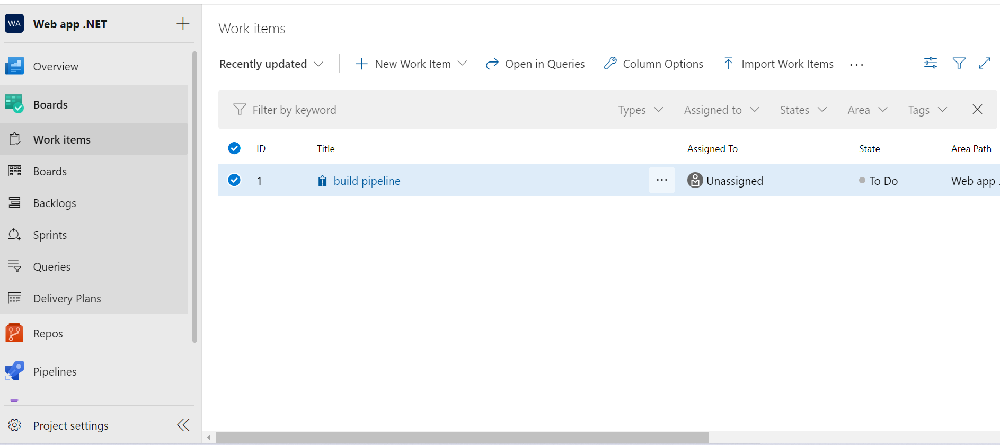 WA Web app .NET
Overview
Boards
Work items
Boards
Backlogs
Sprints
Queries
Delivery Plans
Repos
Pipelines
Project settings
Work items
Recently updated New Work Item Open in Queries Column Options Import Work Items
Filter by keyword Types Assigned to States Area Tags
ID Title Assigned To State Area Path
1 build pipeline Unassigned To Do Web app .